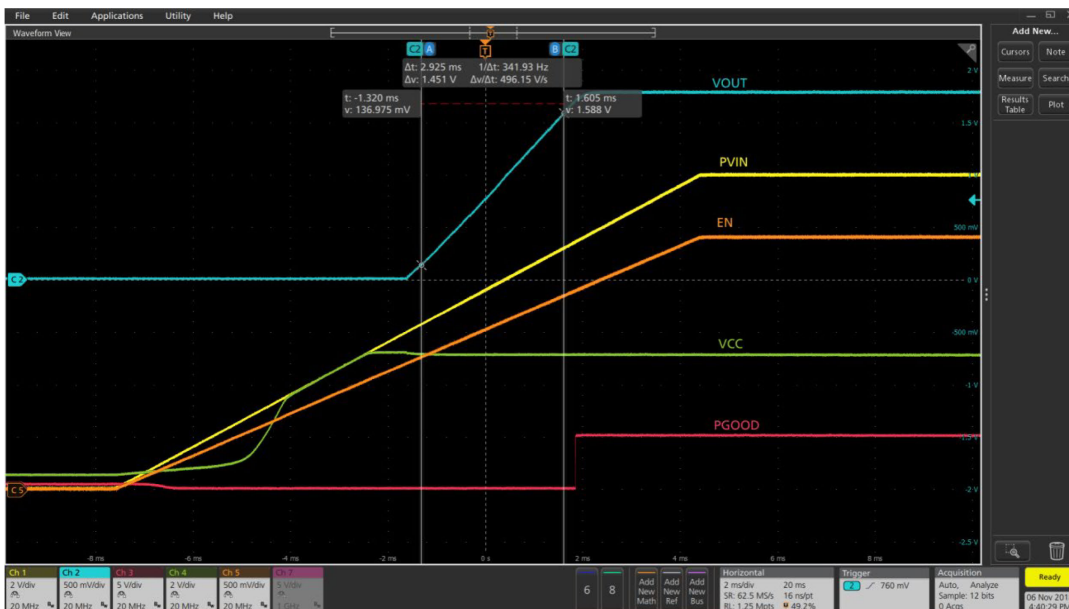 File Edit Applications Utility Help
Waveform View
Add New...
Cursors Note
Measure Search
Results Table Plot
C2 A T B C2
Δt: 2.925 ms 1/Δt: 341.93 Hz
Δv: 1.451 V Δv/Δt: 496.15 V/s
t: -1.320 ms
v: 136.975 mV
t: 1.605 ms
v: 1.588 V
VOUT
PVIN
EN
VCC
PGOOD
2 V
1.5 V
500 mV
0 V
-500 mV
-1 V
-2 V
-2.5 V
C 2
C 5
-8 ms -6 ms -4 ms -2 ms 0 s 2 ms 4 ms 6 ms 8 ms
Ch 1 Ch 2 Ch 3 Ch 4 Ch 5 Ch 7
2 V/div 500 mV/div 5 V/div 2 V/div 500 mV/div 5 V/div
20 MHz 20 MHz 20 MHz 20 MHz 20 MHz 1 GHz
6 8
Add New Math
Add New Ref
Add New Bus
Horizontal
2 ms/div 20 ms
SR: 62.5 MS/s 16 ns/pt
RL: 1.25 Mpts 49.2%
Trigger
2 760 mV
Acquisition
Auto, Analyze
Sample: 12 bits
0 Acqs
Ready
4:40:29 PM